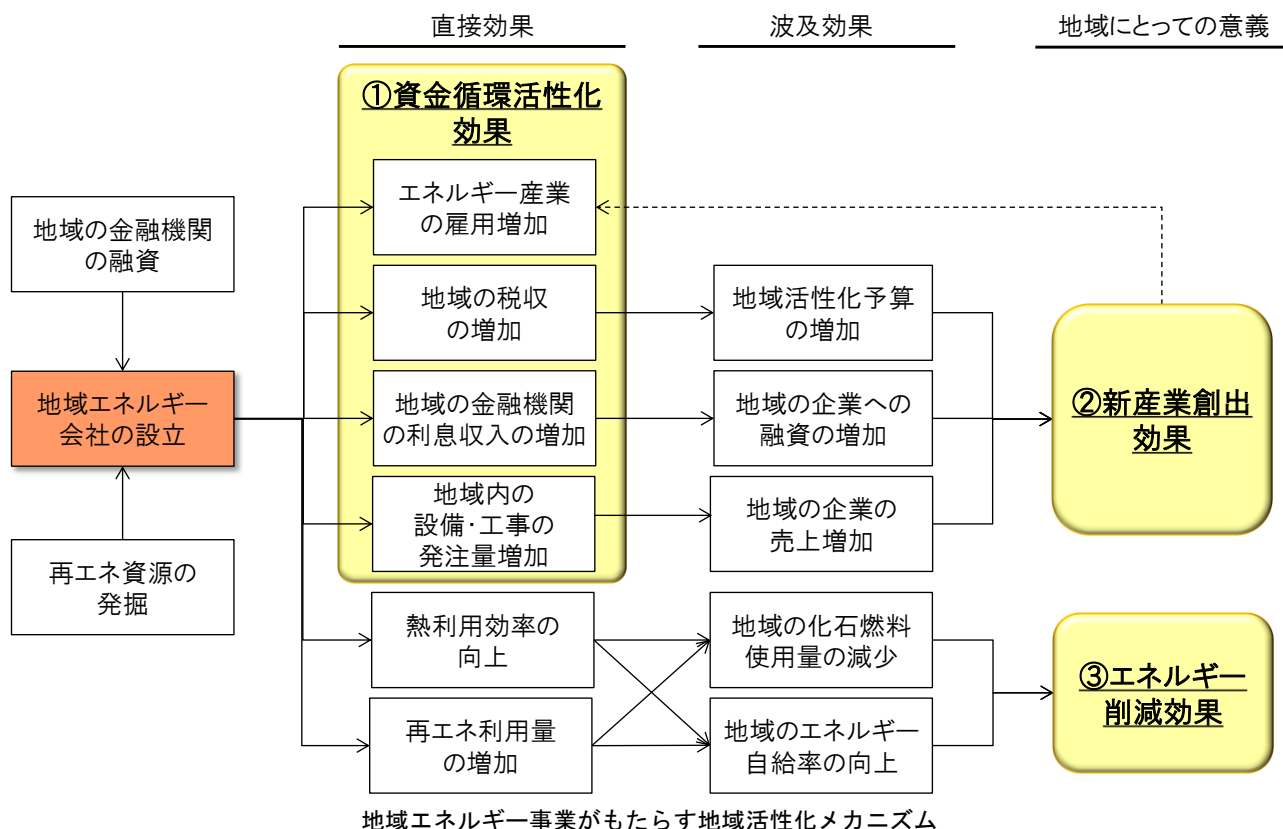 直接効果
波及効果
地域にとっての意義
①資金循環活性化
効果
エネルギー産業
の雇用増加
地域の金融機関
の融資
地域の税収
の増加
地域活性化予算
の増加
地域エネルギー
会社の設立
地域の金融機関
の利息収入の増加
地域の企業への
融資の増加
②新産業創出
効果
地域内の
設備・工事の
発注量増加
地域の企業の
売上増加
再エネ資源の
発掘
熱利用効率の
向上
地域の化石燃料
使用量の減少
③エネルギー
削減効果
再エネ利用量
の増加
地域のエネルギー
自給率の向上
地域エネルギー事業がもたらす地域活性化メカニズム